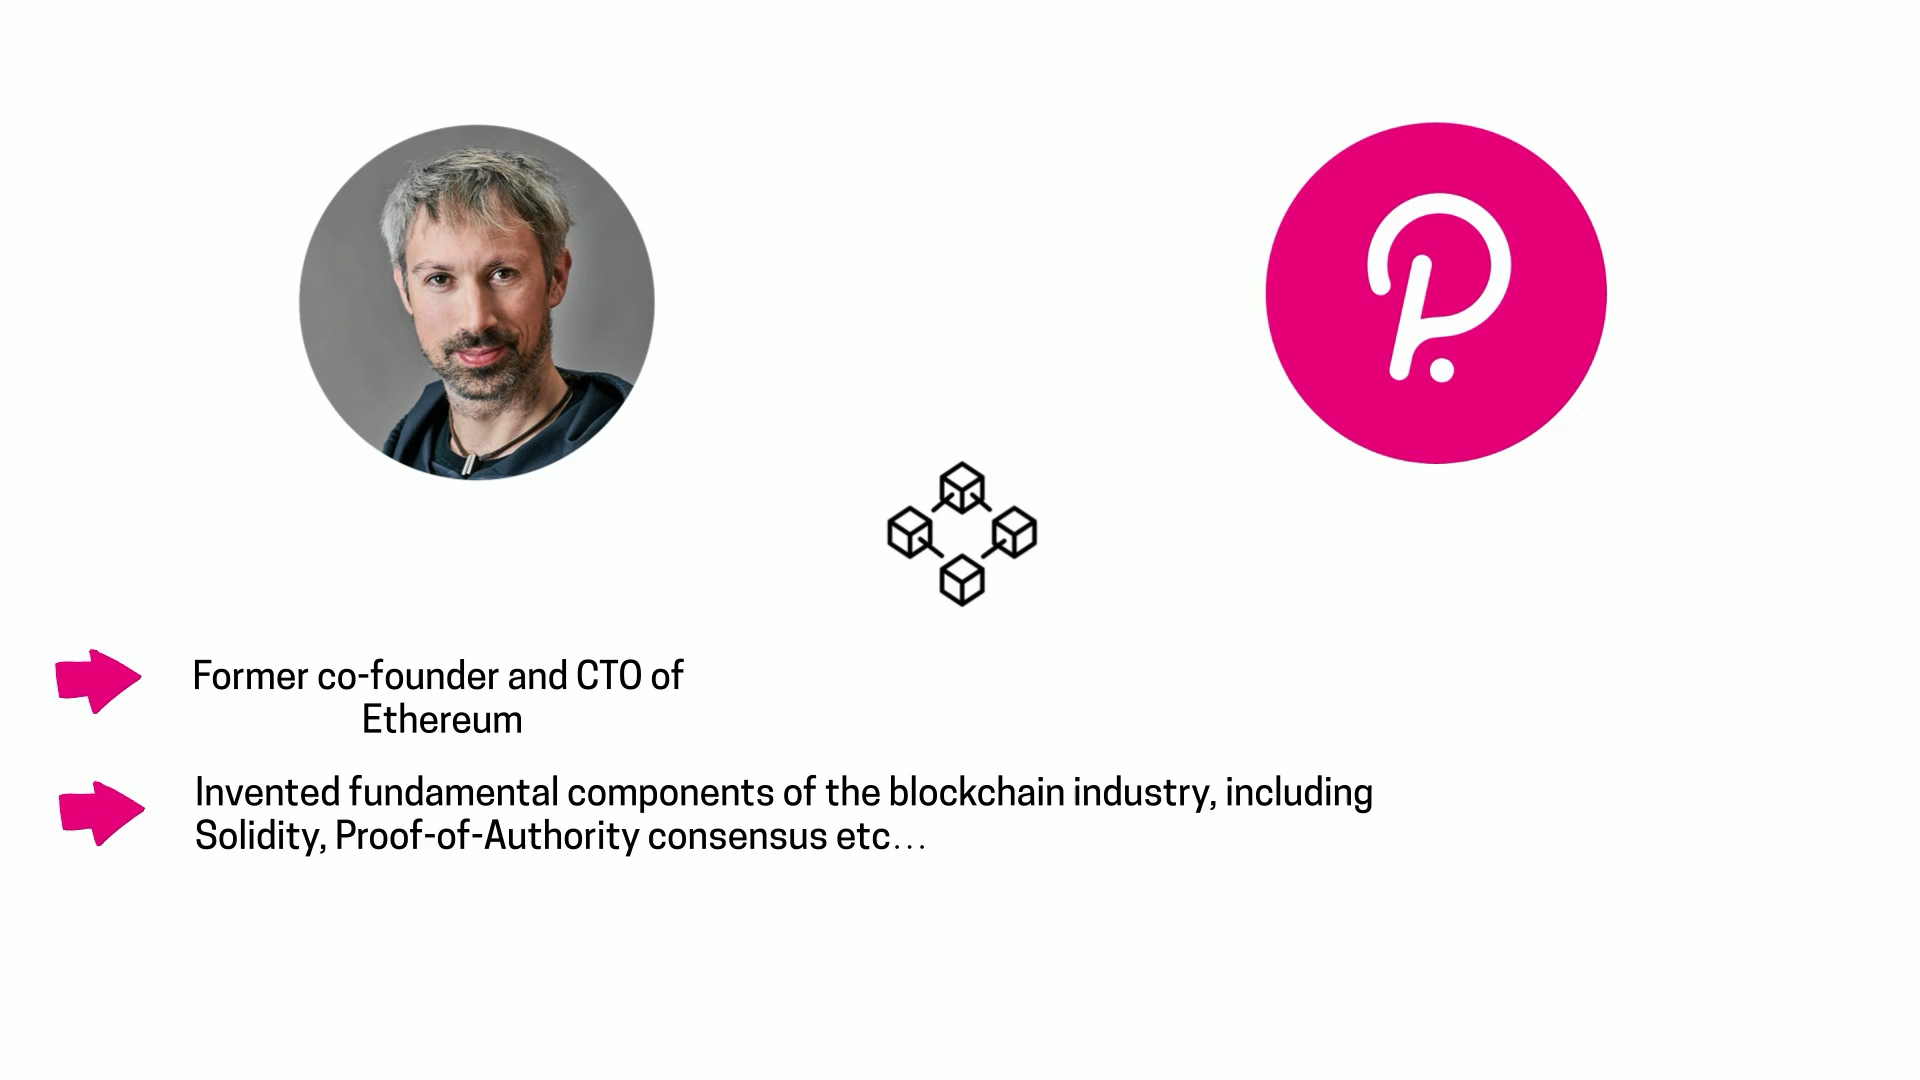 Former co-founder and CTO of
Ethereum
Invented fundamental components of the blockchain industry, including
Solidity, Proof-of-Authority consensus etc...